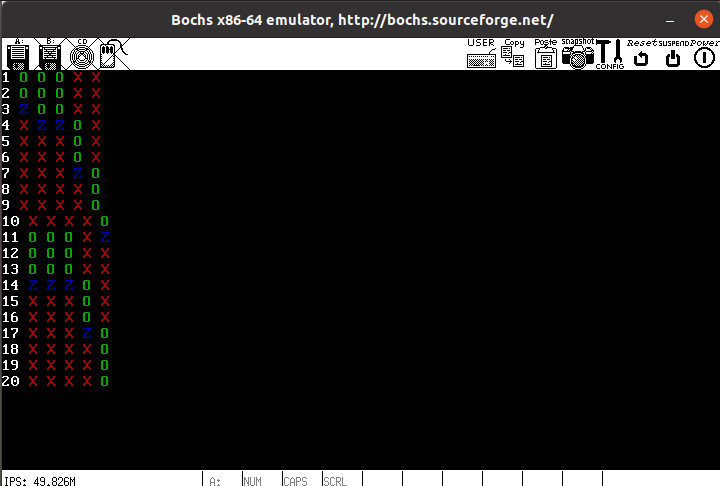 Bochs x86-64 emulator, http://bochs.sourceforge.net/
A: B: CD USER Copy Paste snapshot CONFIG Reset SUSPEND Power
1 O O O X X
2 O O O X X
3 Z O O X X
4 X Z Z O X
5 X X X O X
6 X X X O X
7 X X X Z O
8 X X X X O
9 X X X X O
10 X X X X O
11 O O O X Z
12 O O O X X
13 O O O X X
14 Z Z Z O X
15 X X X O X
16 X X X O X
17 X X X Z O
18 X X X X O
19 X X X X O
20 X X X X O
IPS: 49.826M A: NUM CAPS SCRL